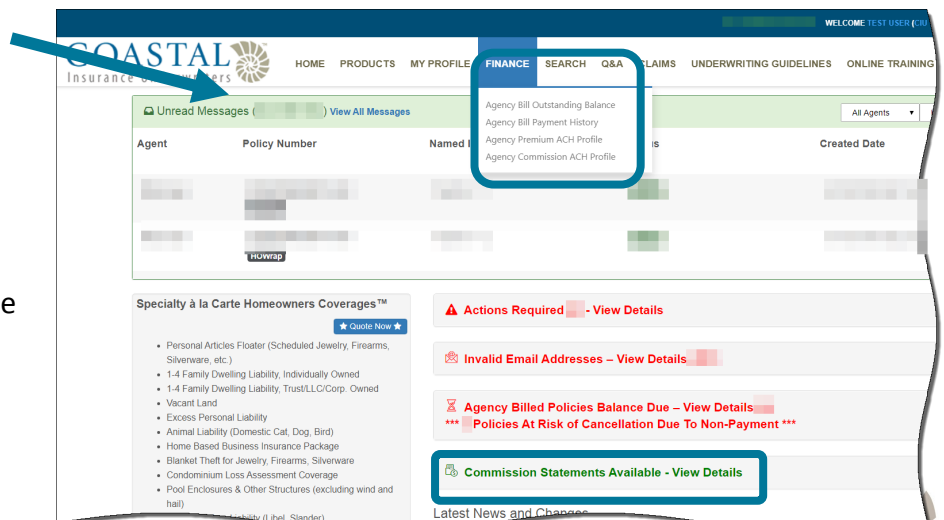 WELCOME TEST USER (CIU
COASTAL
Insurance Underwriters
HOME PRODUCTS MY PROFILE FINANCE SEARCH Q&A CLAIMS UNDERWRITING GUIDELINES ONLINE TRAINING
Agency Bill Outstanding Balance
Agency Bill Payment History
Agency Premium ACH Profile
Agency Commission ACH Profile
Unread Messages ( ) View All Messages
All Agents
Agent Policy Number Named I us Created Date
HOWrap
e
Specialty à la Carte Homeowners Coverages™
★ Quote Now ★
• Personal Articles Floater (Scheduled Jewelry, Firearms,
Silverware, etc.)
• 1-4 Family Dwelling Liability, Individually Owned
• 1-4 Family Dwelling Liability, Trust/LLC/Corp. Owned
• Vacant Land
• Excess Personal Liability
• Animal Liability (Domestic Cat, Dog, Bird)
• Home Based Business Insurance Package
• Blanket Theft for Jewelry, Firearms, Silverware
• Condominium Loss Assessment Coverage
• Pool Enclosures & Other Structures (excluding wind and
hail)
Liability (Libel, Slander)
Actions Required - View Details
Invalid Email Addresses – View Details
Agency Billed Policies Balance Due – View Details
*** Policies At Risk of Cancellation Due To Non-Payment ***
Commission Statements Available - View Details
Latest News and Changes